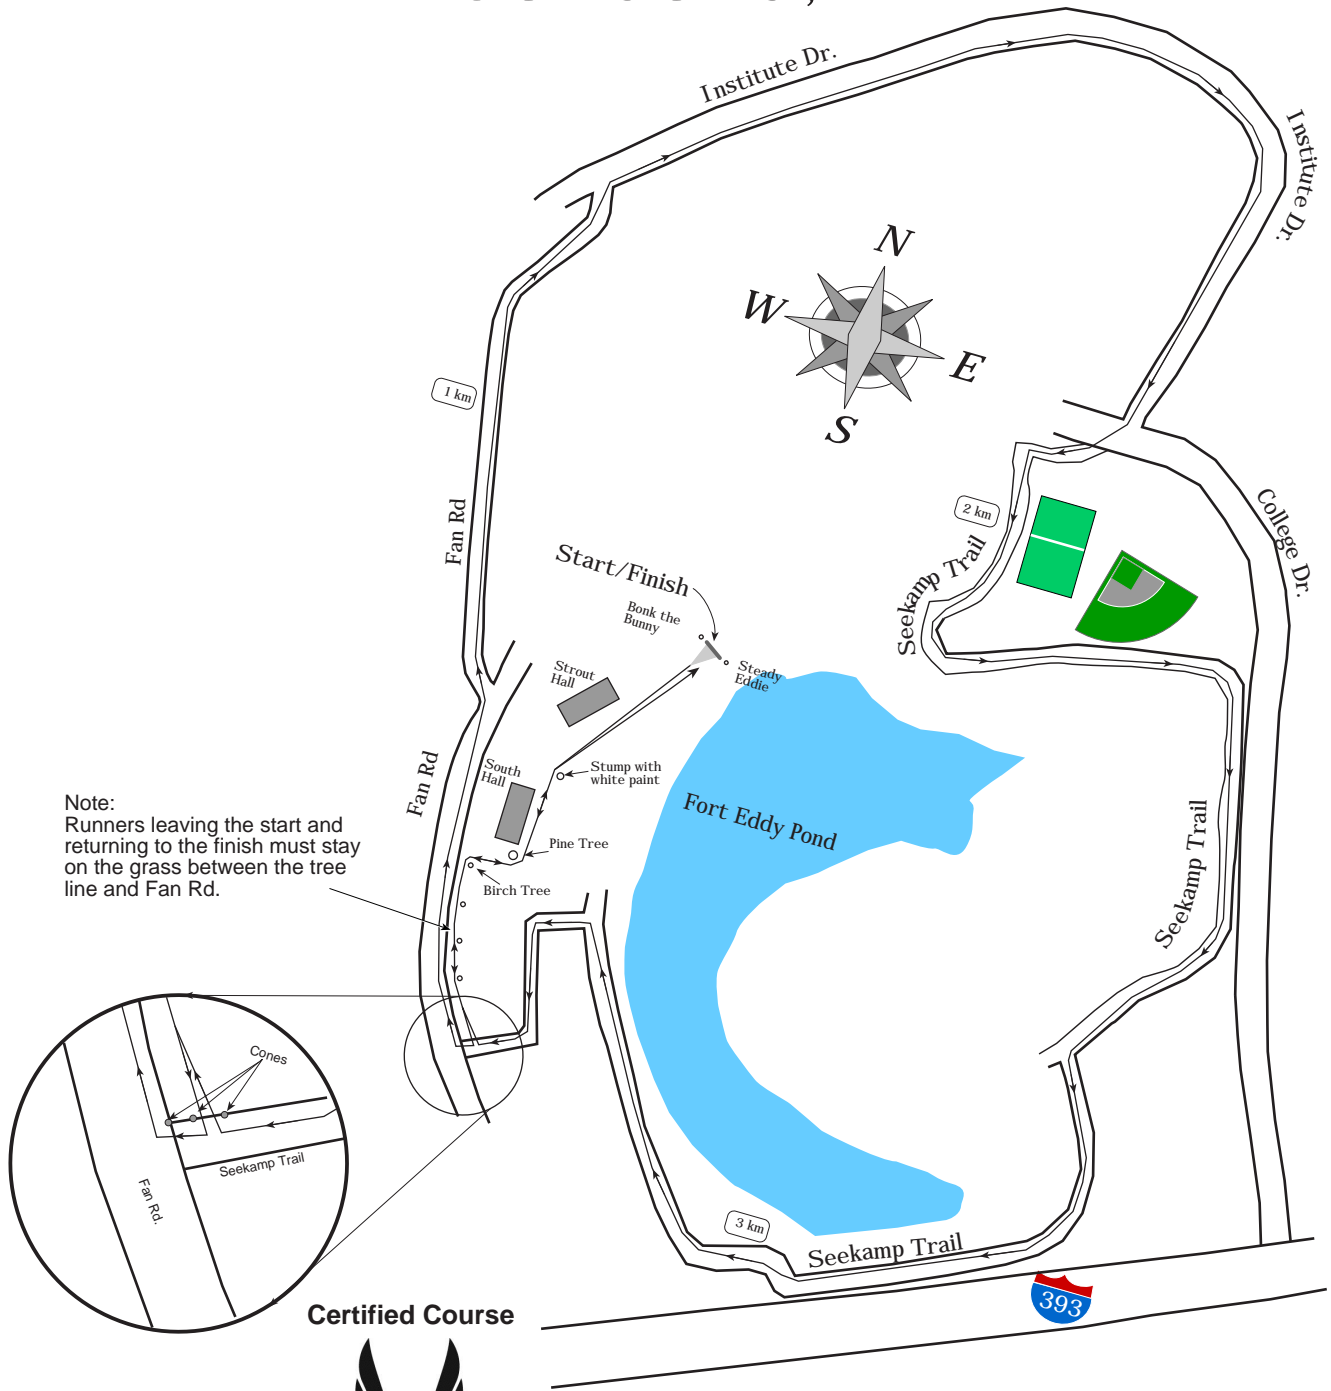 Institute Dr.
Institute Dr.
N
W
E
S
1 km
Fan Rd
2 km
Seekamp Trail
College Dr.
Start/Finish
Bonk the
Bunny
Steady
Eddie
Strout
Hall
South
Hall
Stump with
white paint
Fan Rd
Fort Eddy Pond
Note:
Runners leaving the start and
returning to the finish must stay
on the grass between the tree
line and Fan Rd.
Pine Tree
Birch Tree
Seekamp Trail
Cones
Seekamp Trail
Fan Rd.
3 km
Seekamp Trail
393
Certified Course